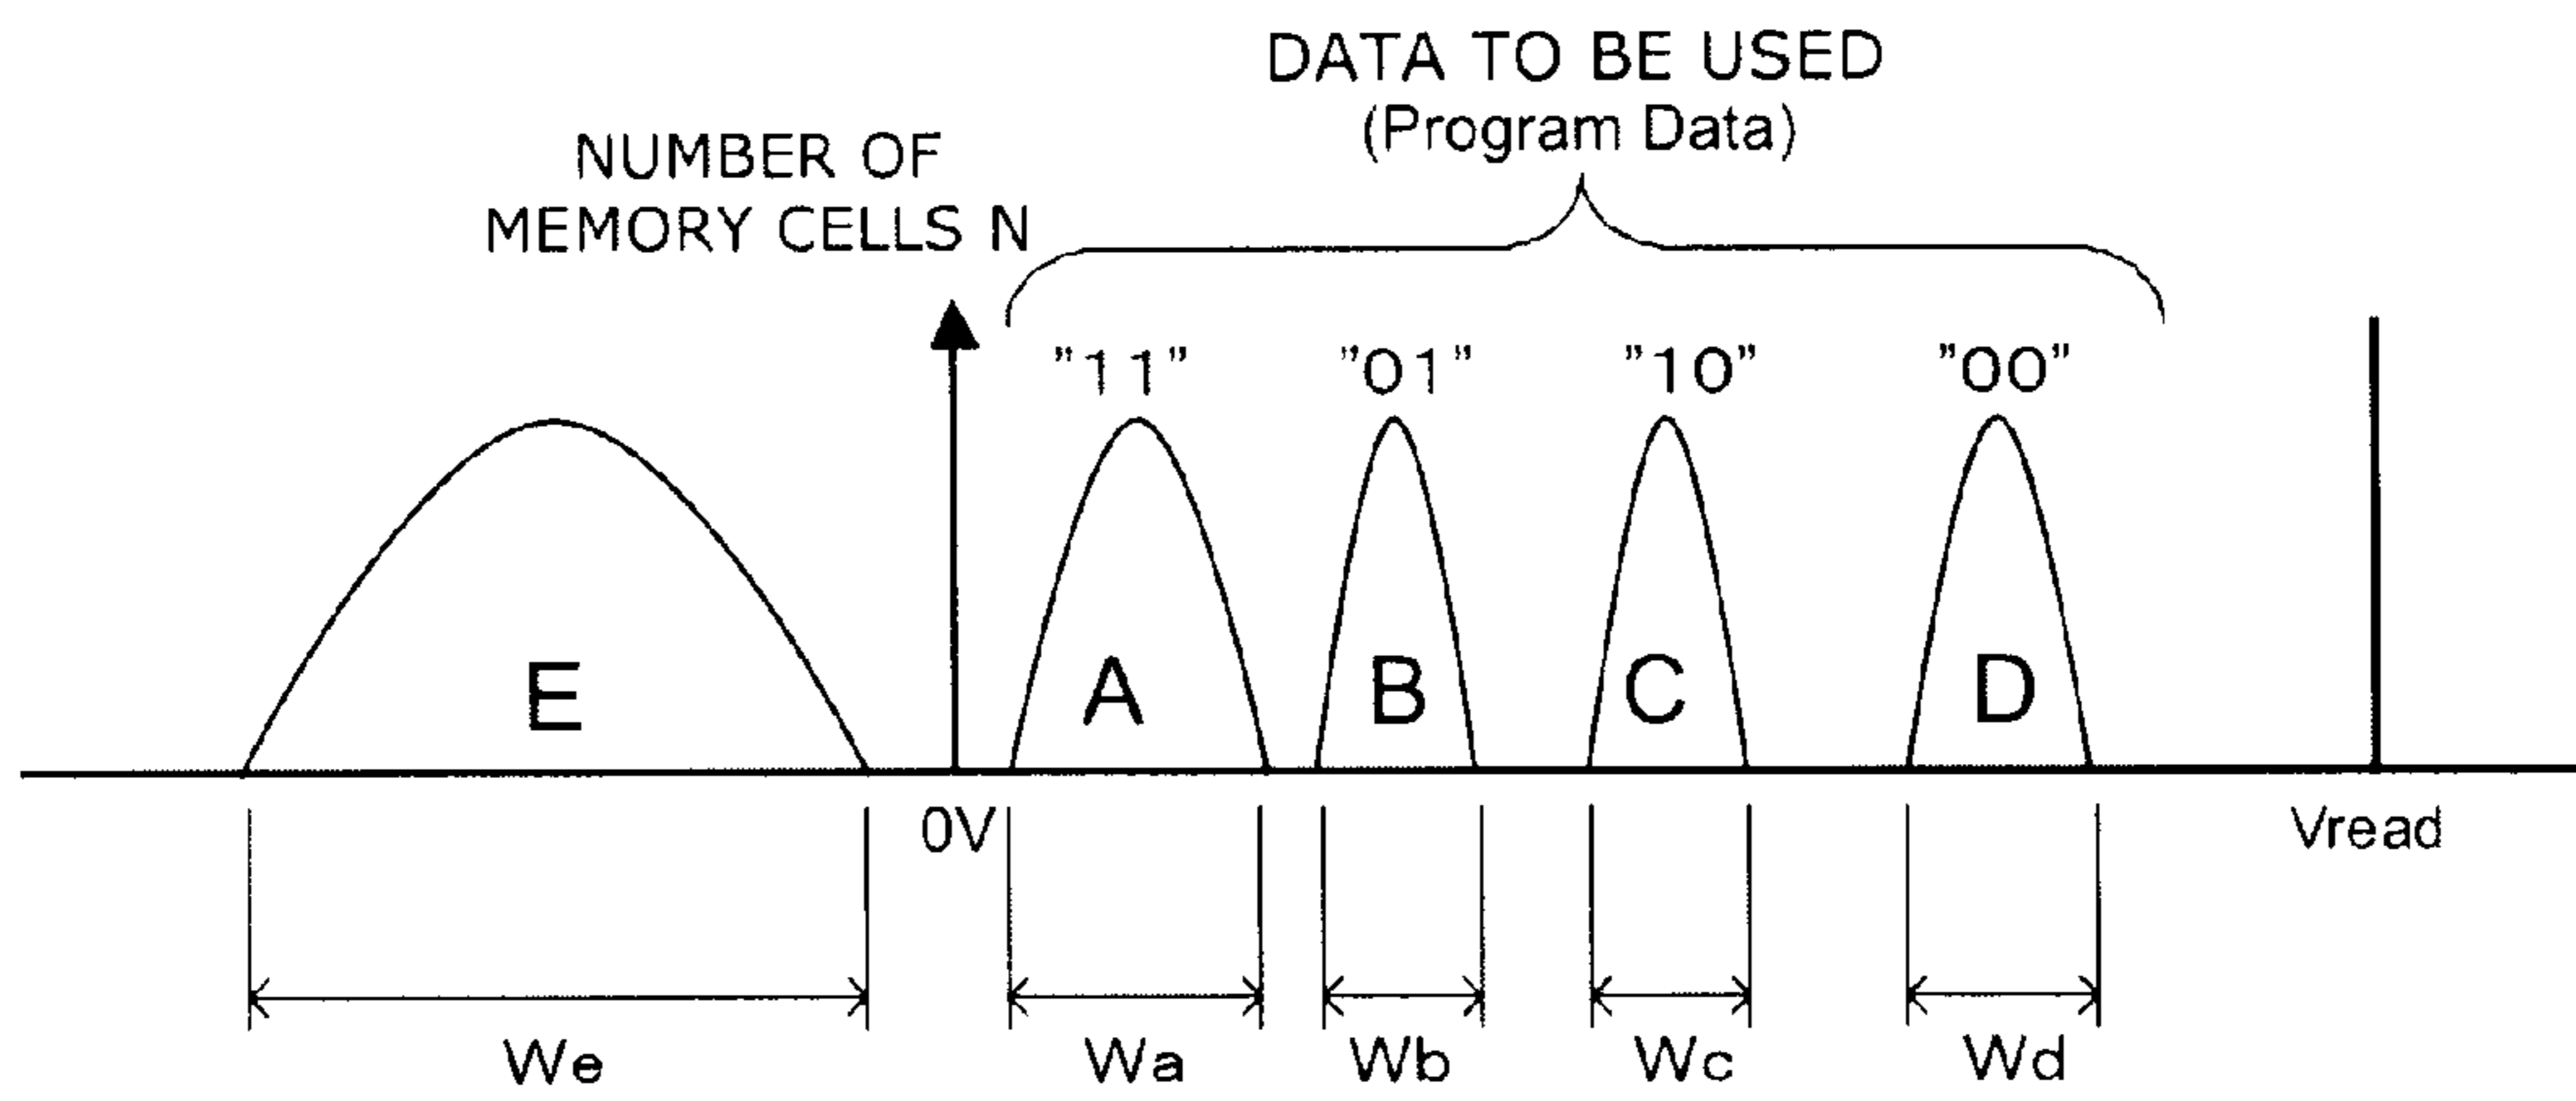 DATA TO BE USED
(Program Data)
NUMBER OF
MEMORY CELLS N
"11" "01" "10" "00"
E A B C D
0V Vread
We Wa Wb Wc Wd